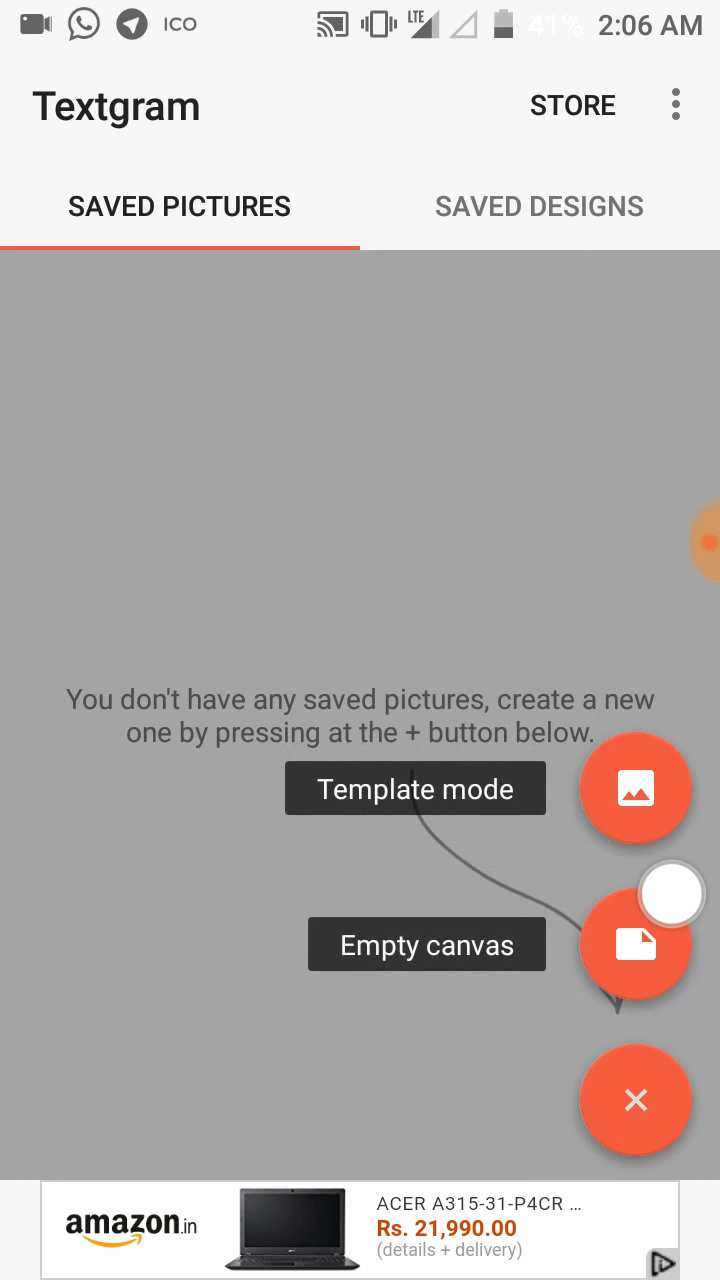 ICO LTE 41% 2:06 AM
Textgram STORE
SAVED PICTURES SAVED DESIGNS
You don't have any saved pictures, create a new
one by pressing at the + button below.
Template mode
Empty canvas
amazon.in
ACER A315-31-P4CR ...
Rs. 21,990.00
(details + delivery)